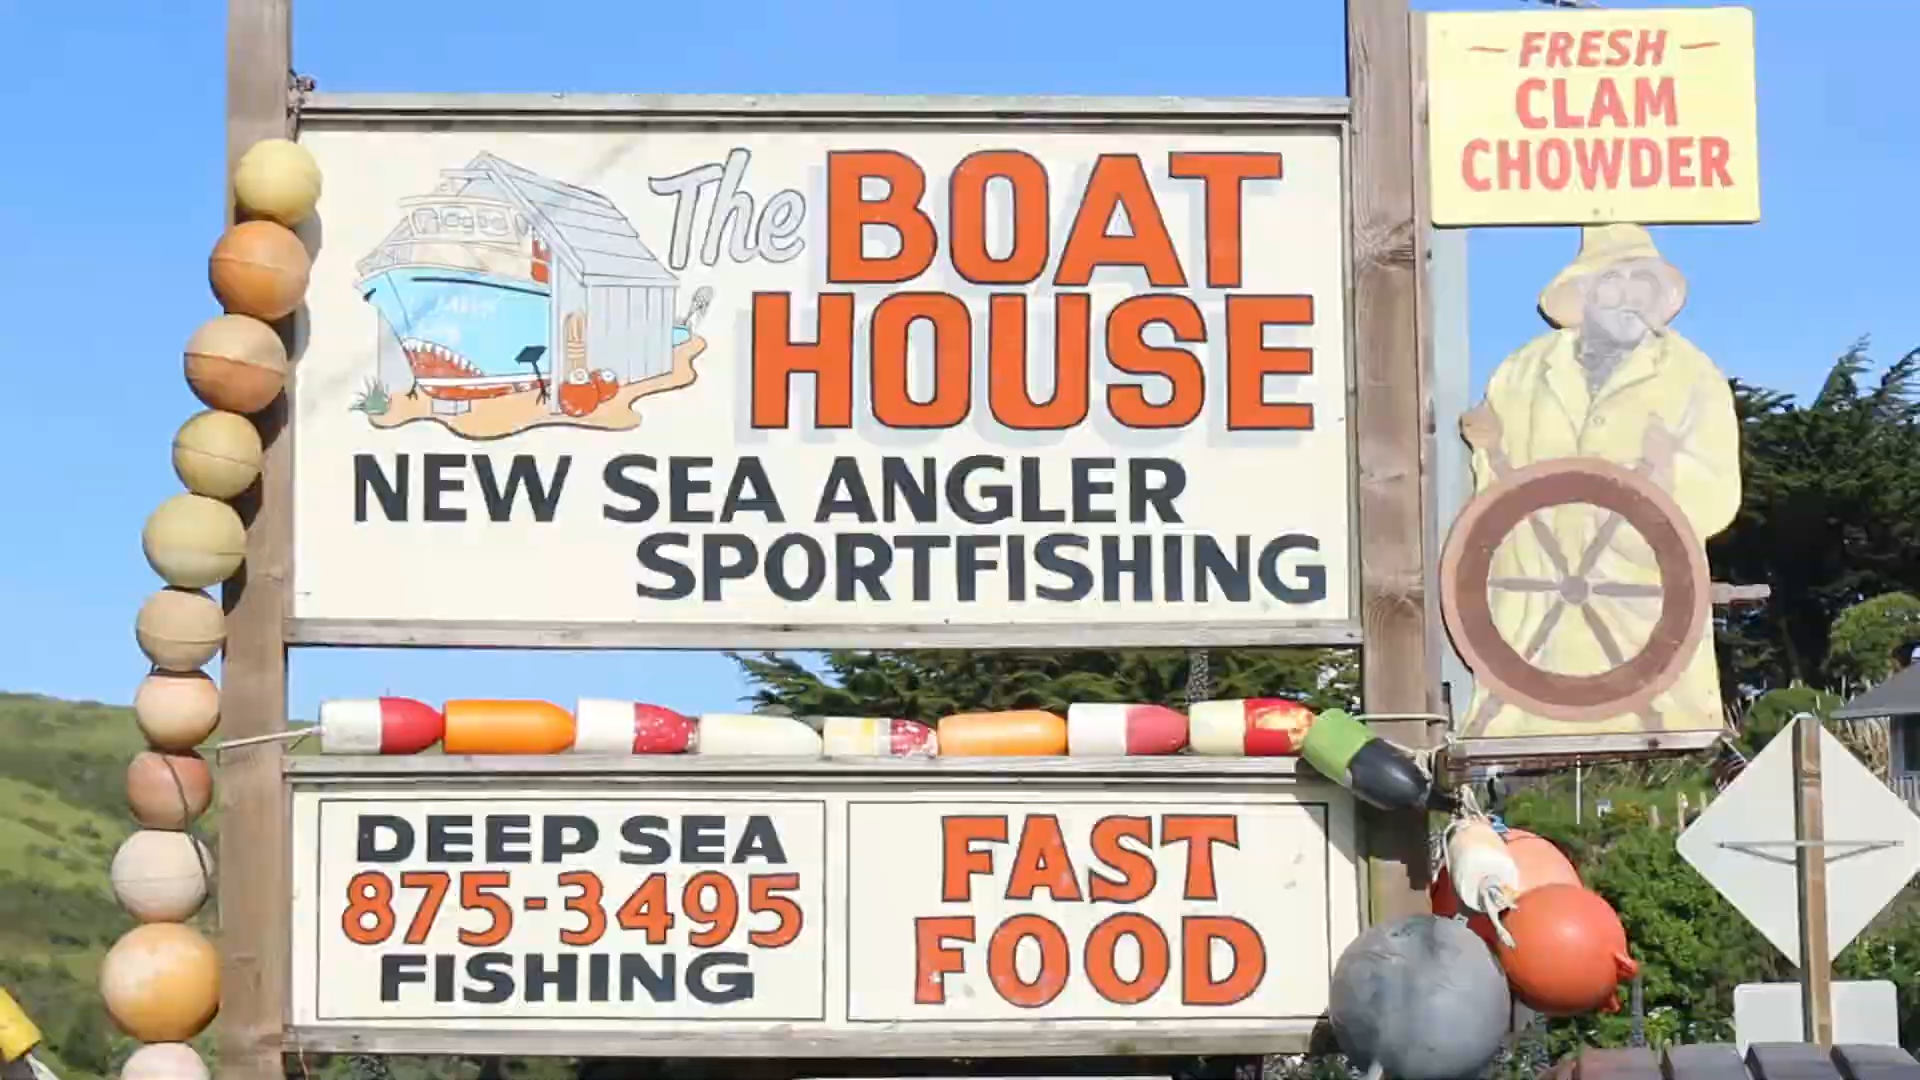 The BOAT
HOUSE
NEW SEA ANGLER
SPORTFISHING
DEEP SEA
875-3495
FISHING
FAST
FOOD
FRESH
CLAM
CHOWDER